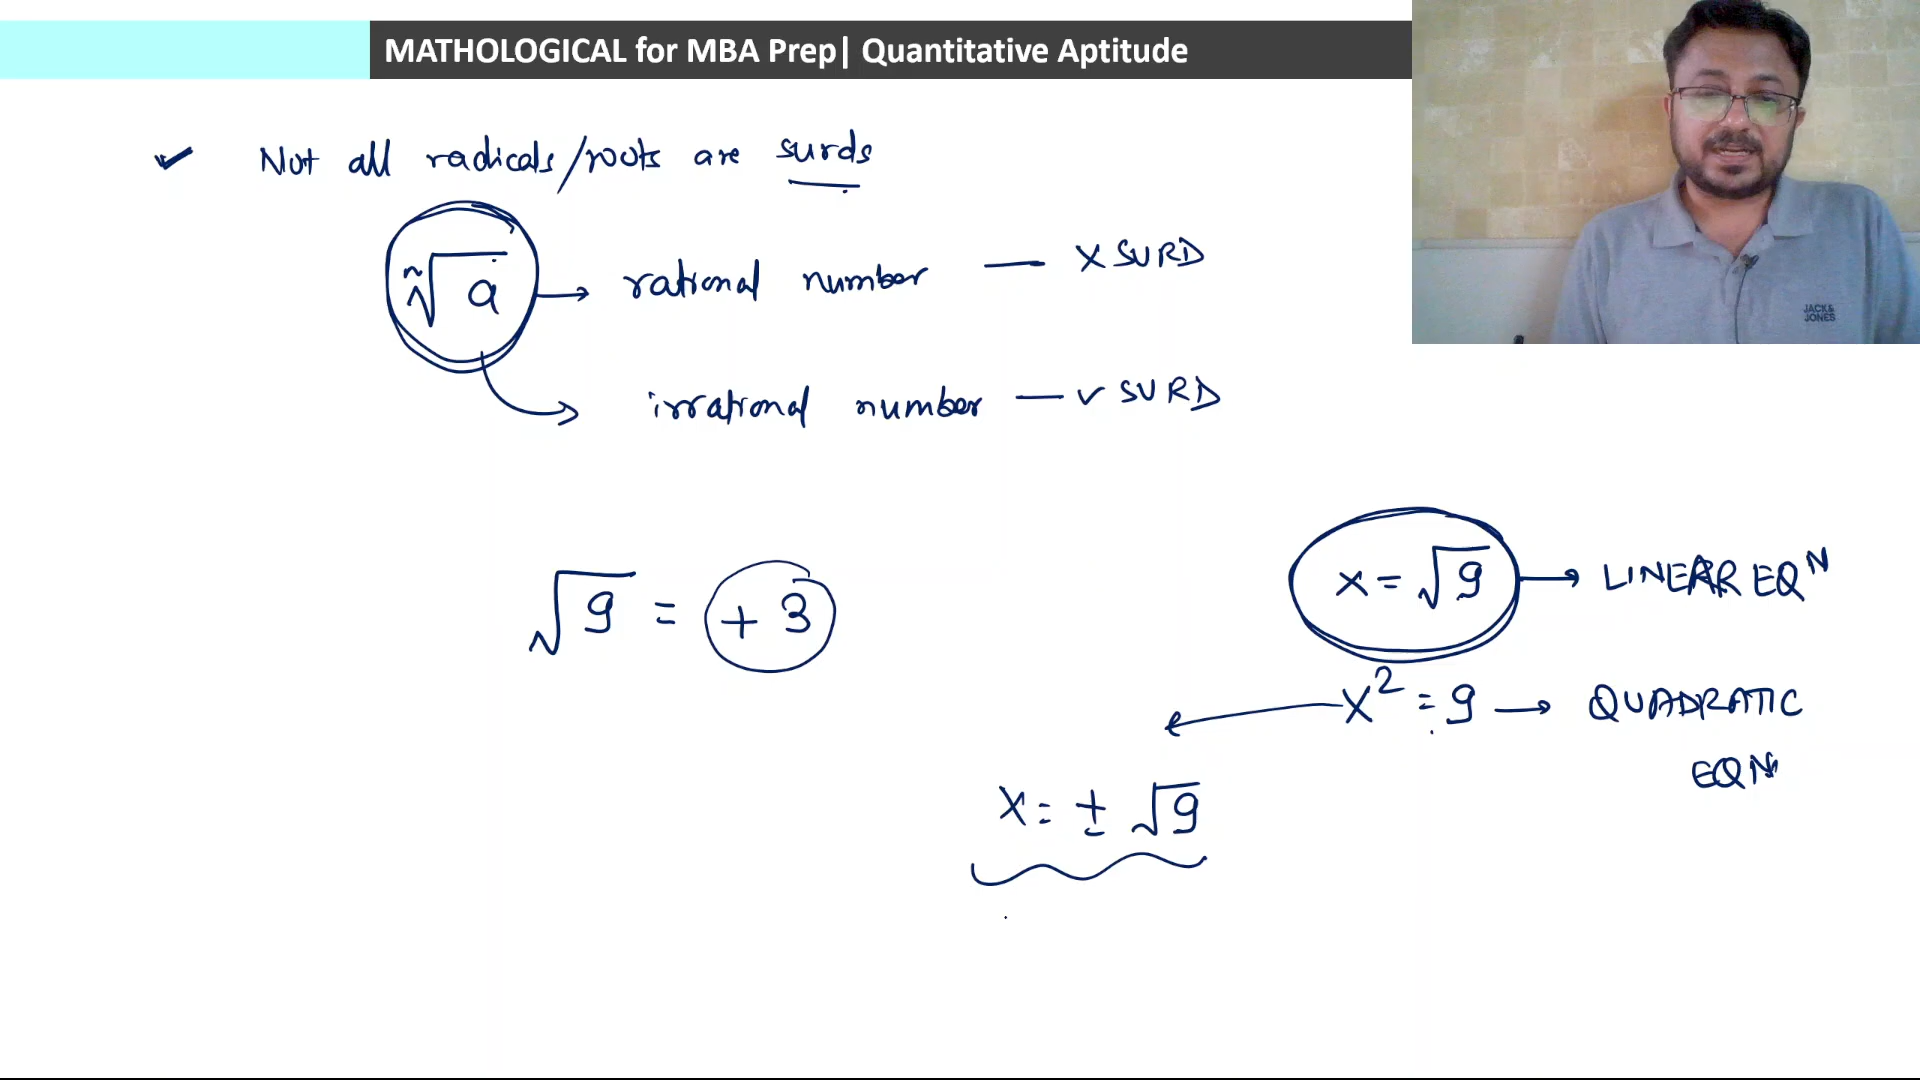 MATHOLOGICAL for MBA Prep| Quantitative Aptitude
Not all radicals/roots are surds
ⁿ√a → rational number — X SURD
→ irrational number — ✓ SURD
√9 = + 3
x = √9 → LINEAR EQN
x² = 9 → QUADRATIC
EQN
x = ± √9
JACK&
JONES